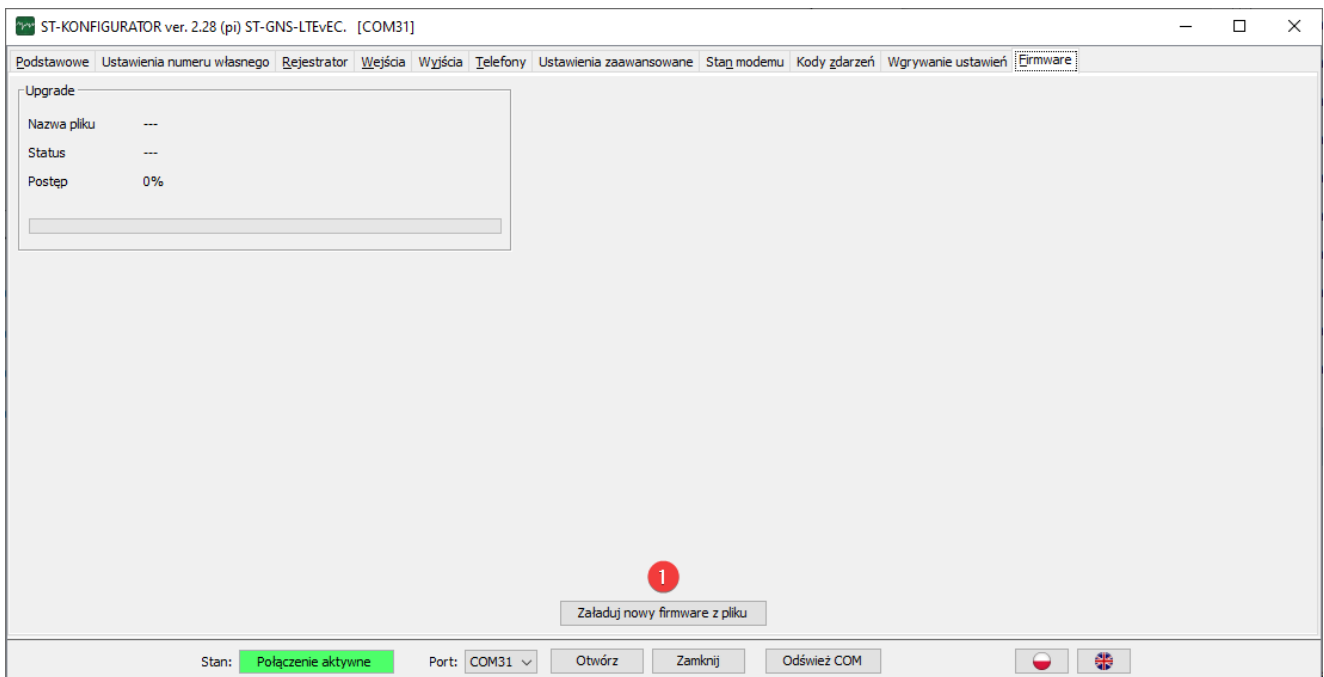 ST-KONFIGURATOR ver. 2.28 (pi) ST-GNS-LTEvEC. [COM31]
Podstawowe Ustawienia numeru własnego Rejestrator Wejścia Wyjścia Telefony Ustawienia zaawansowane Stan modemu Kody zdarzeń Wgrywanie ustawień Firmware
Upgrade
Nazwa pliku ---
Status ---
Postęp 0%
1
Załaduj nowy firmware z pliku
Stan: Połączenie aktywne Port: COM31 Otwórz Zamknij Odśwież COM